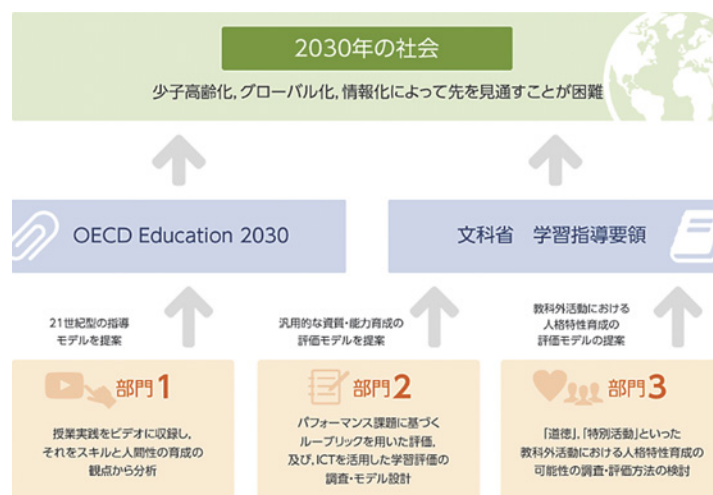 2030年の社会
少子高齢化，グローバル化，情報化によって先を見通すことが困難
OECD Education 2030
文科省　学習指導要領
21世紀型の指導
モデルを提案
汎用的な資質・能力育成の
評価モデルを提案
教科外活動における
人格特性育成の
評価モデルの提案
部門1
授業実践をビデオに収録し，
それをスキルと人間性の育成の
観点から分析
部門2
パフォーマンス課題に基づく
ルーブリックを用いた評価，
及び，ICTを活用した学習評価の
調査・モデル設計
部門3
「道徳」，「特別活動」といった
教科外活動における人格特性育成の
可能性の調査・評価方法の検討